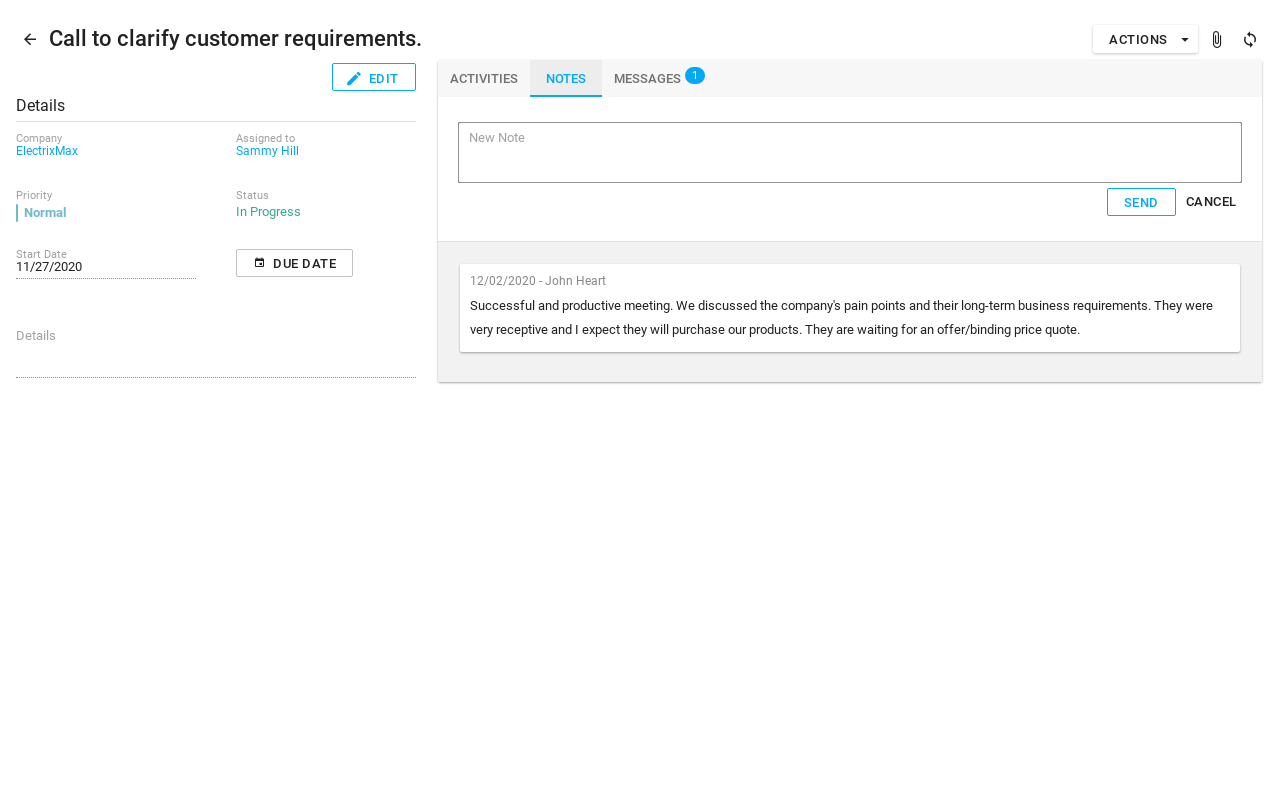 Call to clarify customer requirements.
ACTIONS
EDIT
Details
Company
ElectrixMax
Assigned to
Sammy Hill
Priority
Normal
Status
In Progress
Start Date
11/27/2020
DUE DATE
Details
ACTIVITIES
NOTES
MESSAGES 1
New Note
SEND
CANCEL
12/02/2020 - John Heart
Successful and productive meeting. We discussed the company's pain points and their long-term business requirements. They were
very receptive and I expect they will purchase our products. They are waiting for an offer/binding price quote.